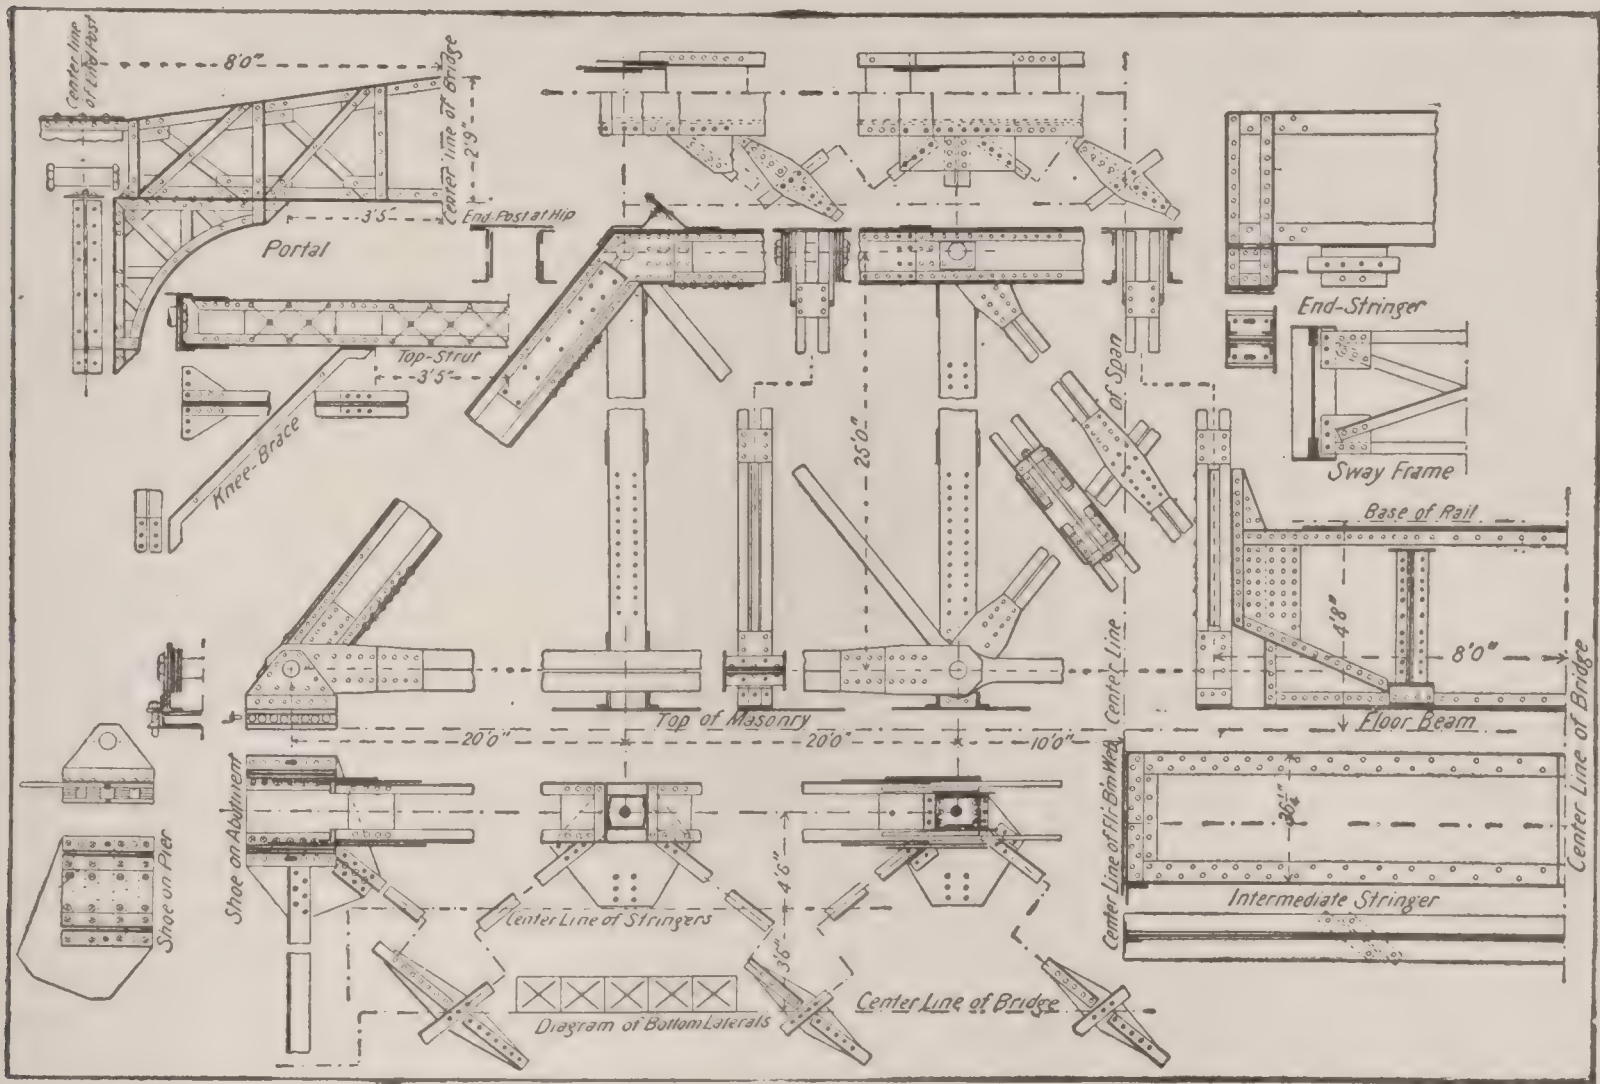 Center line
of End Post
8'0"
Center line of Bridge
2'9"
3'5"
End Post at Hip
Portal
Top-Strut
3'5"
Knee-Brace
25'0"
Center Line of Span
End-Stringer
Sway Frame
Base of Rail
4'8"
8'0"
Floor Beam
Center Line of Bridge
Top of Masonry
20'0"
20'0"
10'0"
Shoe on Abutment
Shoe on Pier
Center Line of Fl-Bm Web
36¼"
Intermediate Stringer
4'6"
Center Line of Stringers
3'6"
Center Line of Bridge
Diagram of Bottom Laterals